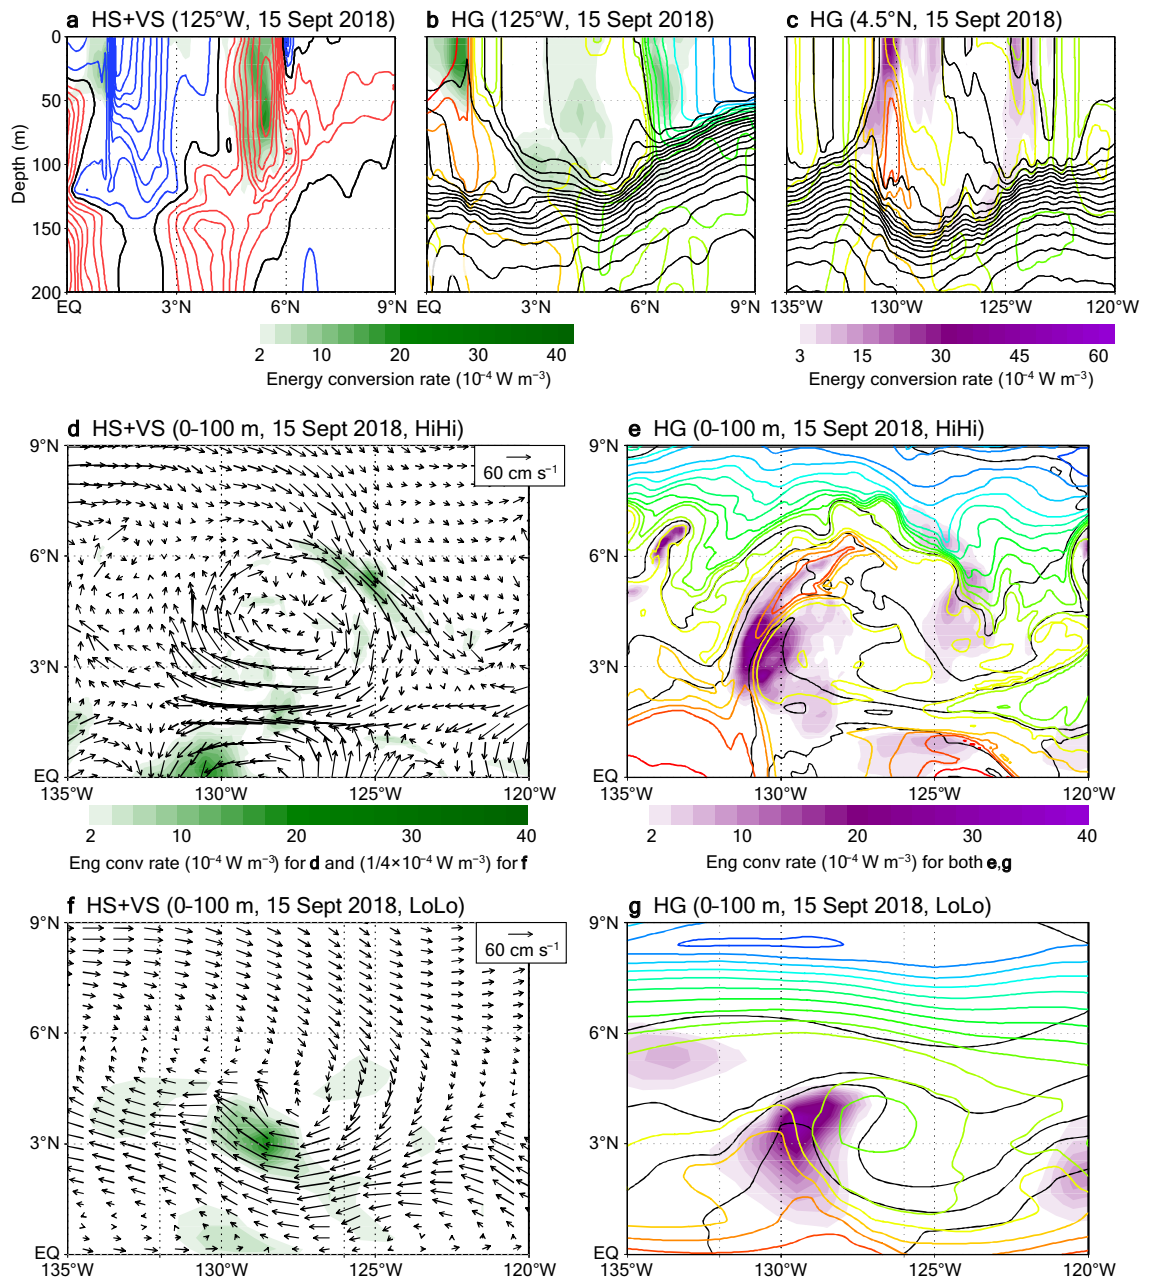 a HS+VS (125°W, 15 Sept 2018)
b HG (125°W, 15 Sept 2018)
c HG (4.5°N, 15 Sept 2018)
0
50
100
150
200
Depth (m)
EQ 3°N 6°N 9°N
EQ 3°N 6°N 9°N
135°W 130°W 125°W 120°W
2 10 20 30 40
Energy conversion rate (10⁻⁴ W m⁻³)
3 15 30 45 60
Energy conversion rate (10⁻⁴ W m⁻³)
d HS+VS (0-100 m, 15 Sept 2018, HiHi)
60 cm s⁻¹
9°N
6°N
3°N
EQ
135°W 130°W 125°W 120°W
e HG (0-100 m, 15 Sept 2018, HiHi)
9°N
6°N
3°N
EQ
135°W 130°W 125°W 120°W
2 10 20 30 40
Eng conv rate (10⁻⁴ W m⁻³) for d and (1/4×10⁻⁴ W m⁻³) for f
2 10 20 30 40
Eng conv rate (10⁻⁴ W m⁻³) for both e,g
f HS+VS (0-100 m, 15 Sept 2018, LoLo)
60 cm s⁻¹
9°N
6°N
3°N
EQ
135°W 130°W 125°W 120°W
g HG (0-100 m, 15 Sept 2018, LoLo)
9°N
6°N
3°N
EQ
135°W 130°W 125°W 120°W